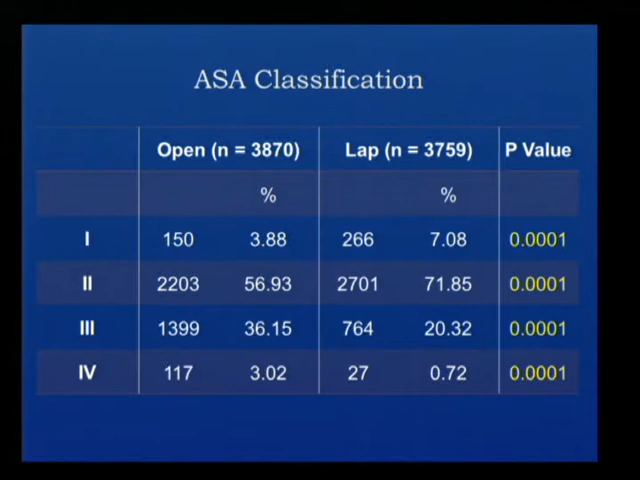 ASA Classification
Open (n = 3870) Lap (n = 3759) P Value
% %
I 150 3.88 266 7.08 0.0001
II 2203 56.93 2701 71.85 0.0001
III 1399 36.15 764 20.32 0.0001
IV 117 3.02 27 0.72 0.0001